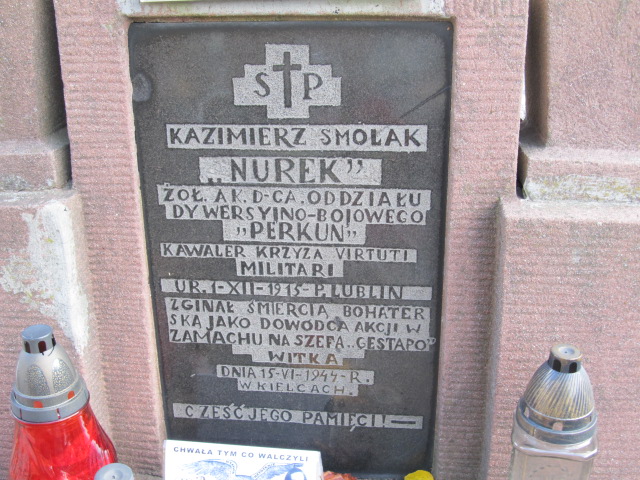 Ś † P
KAZIMIERZ SMOLAK
„NUREK”
ŻOŁ. AK. D-CA. ODDZIAŁU
DYWERSYJNO-BOJOWEGO
„PERKUN”
KAWALER KRZYŻA VIRTUTI
MILITARI
UR. 1-XII-1915-P. LUBLIN
ZGINĄŁ ŚMIERCIĄ BOHATER
SKĄ JAKO DOWÓDCA AKCJI W
ZAMACHU NA SZEFA „GESTAPO”
WITKA
DNIA 15-VI-1944-R.
W KIELCACH.
CZEŚĆ JEGO PAMIĘCI
CHWAŁA TYM CO WALCZYLI